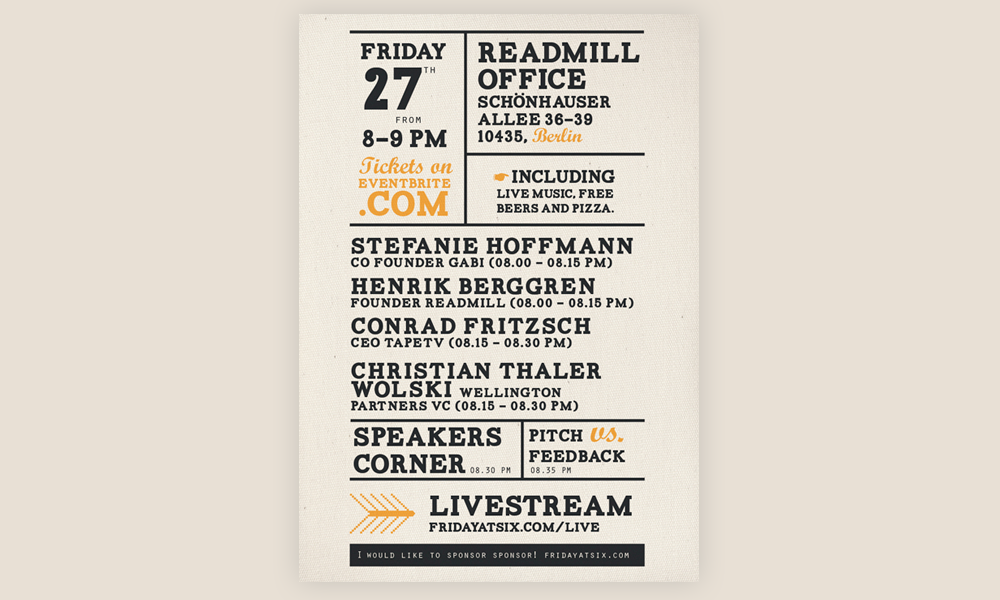 FRIDAY
27TH
FROM
8–9 PM
Tickets on
EVENTBRITE
.COM
READMILL
OFFICE
SCHÖNHAUSER
ALLEE 36–39
10435, Berlin
INCLUDING
LIVE MUSIC, FREE
BEERS AND PIZZA.
STEFANIE HOFFMANN
CO FOUNDER GABI (08.00 – 08.15 PM)
HENRIK BERGGREN
FOUNDER READMILL (08.00 – 08.15 PM)
CONRAD FRITZSCH
CEO TAPETV (08.15 – 08.30 PM)
CHRISTIAN THALER
WOLSKI WELLINGTON
PARTNERS VC (08.15 – 08.30 PM)
SPEAKERS
CORNER 08.30 PM
PITCH vs.
FEEDBACK
08.35 PM
LIVESTREAM
FRIDAYATSIX.COM/LIVE
I WOULD LIKE TO SPONSOR SPONSOR! FRIDAYATSIX.COM